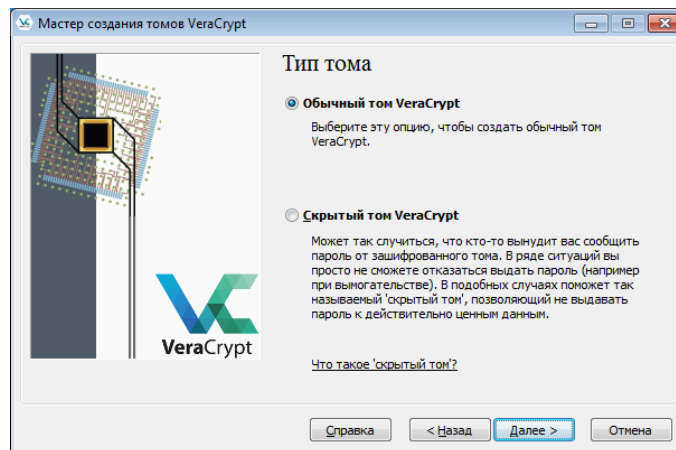 Мастер создания томов VeraCrypt
Тип тома
Обычный том VeraCrypt
Выберите эту опцию, чтобы создать обычный том
VeraCrypt.
Скрытый том VeraCrypt
Может так случиться, что кто-то вынудит вас сообщить
пароль от зашифрованного тома. В ряде ситуаций вы
просто не сможете отказаться выдать пароль (например
при вымогательстве). В подобных случаях поможет так
называемый 'скрытый том', позволяющий не выдавать
пароль к действительно ценным данным.
VeraCrypt
Что такое 'скрытый том'?
Справка
< Назад
Далее >
Отмена